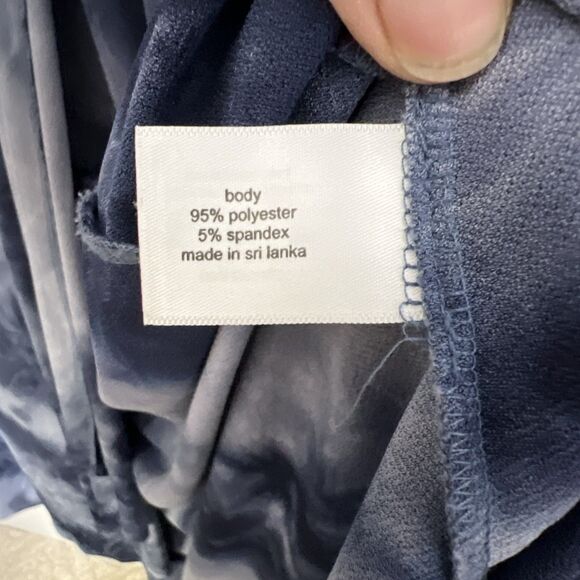 body
95% polyester
5% spandex
made in sri lanka